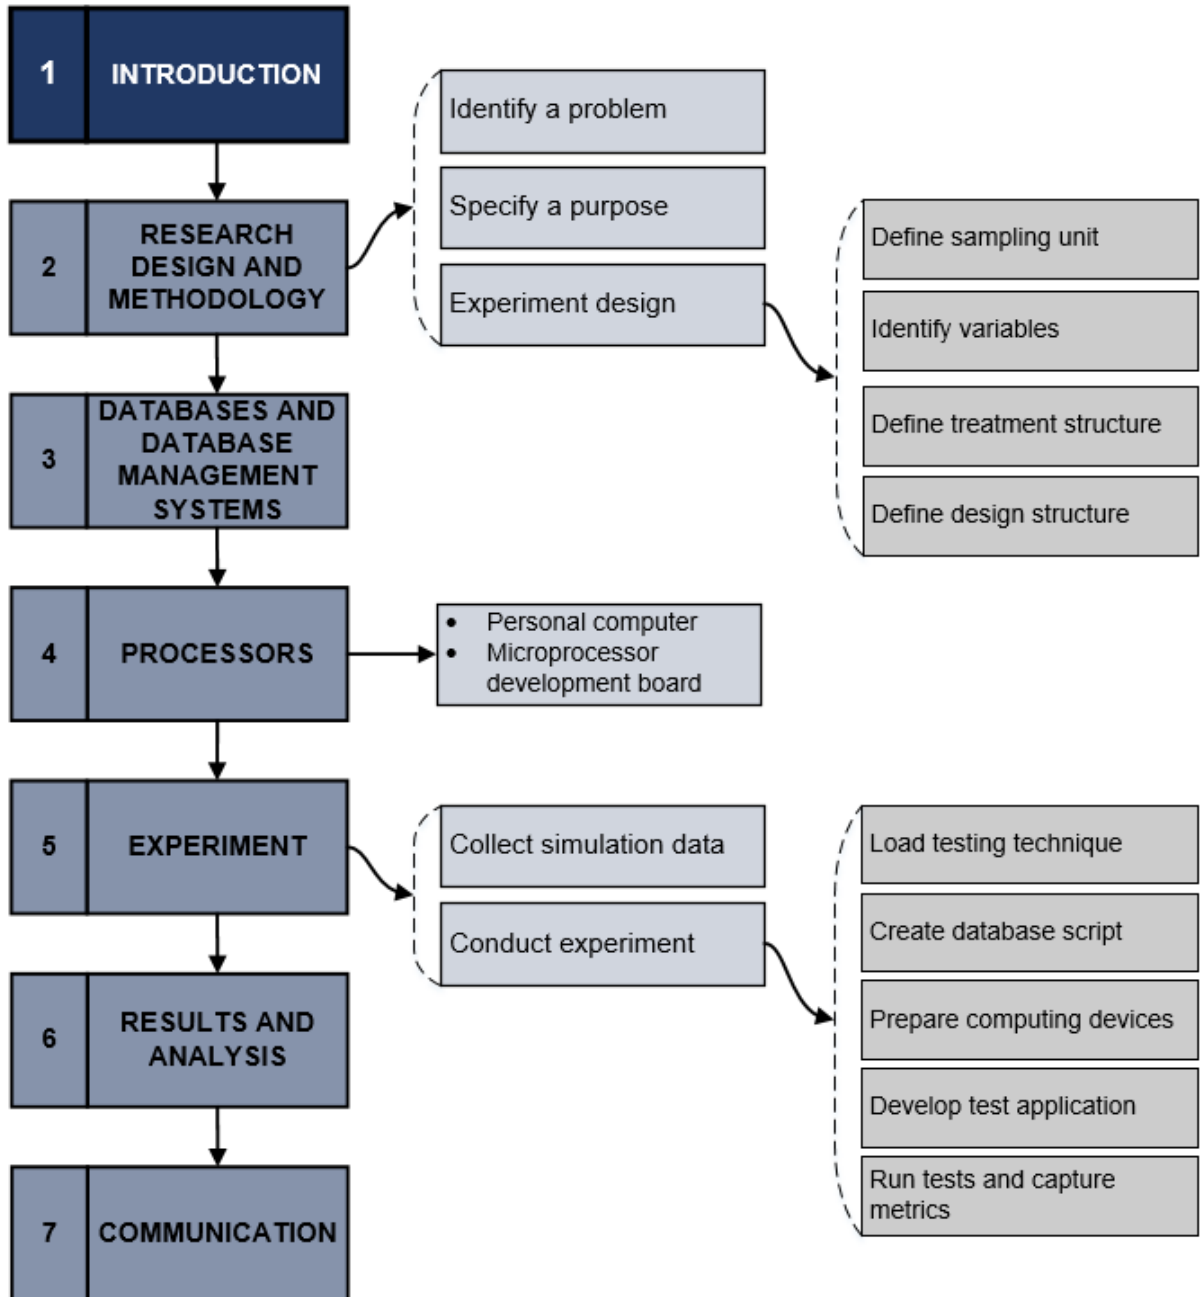 1
INTRODUCTION
2
RESEARCH
DESIGN AND
METHODOLOGY
Identify a problem
Specify a purpose
Experiment design
Define sampling unit
Identify variables
Define treatment structure
Define design structure
3
DATABASES AND
DATABASE
MANAGEMENT
SYSTEMS
4
PROCESSORS
• Personal computer
• Microprocessor
development board
5
EXPERIMENT
Collect simulation data
Conduct experiment
Load testing technique
Create database script
Prepare computing devices
Develop test application
Run tests and capture
metrics
6
RESULTS AND
ANALYSIS
7
COMMUNICATION